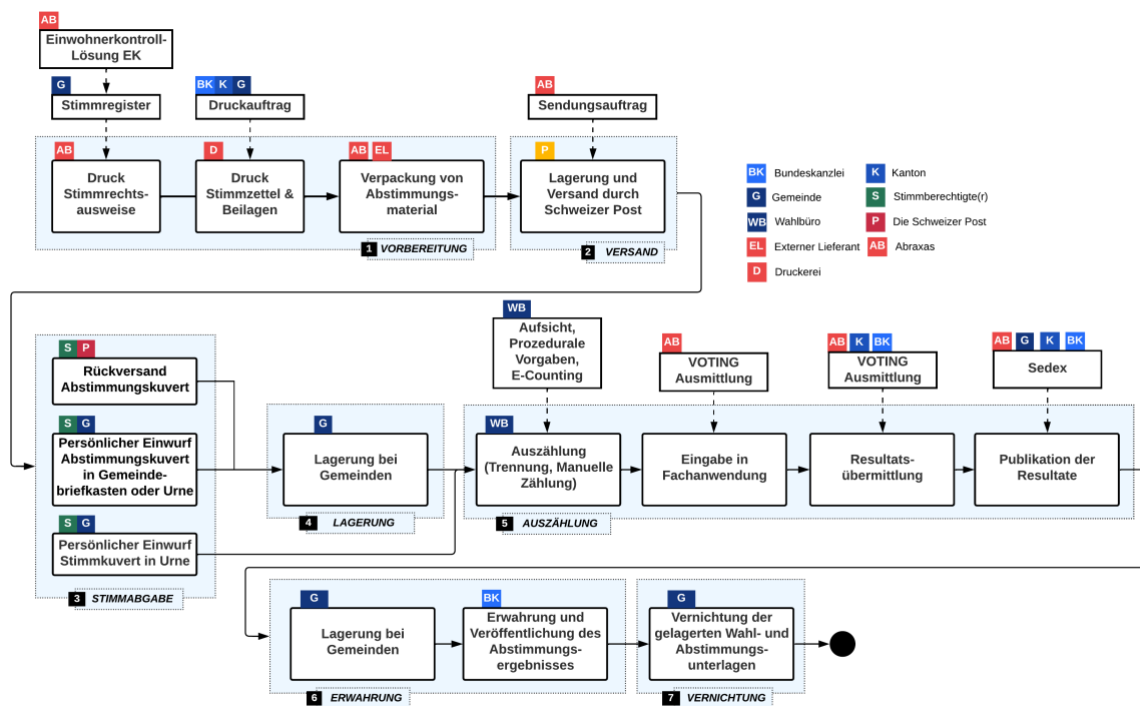 AB
Einwohnerkontroll-
Lösung EK
G
Stimmregister
BK K G
Druckauftrag
AB
Sendungsauftrag
AB
Druck
Stimmrechts-
ausweise
D
Druck
Stimmzettel &
Beilagen
AB EL
Verpackung von
Abstimmungs-
material
1 VORBEREITUNG
P
Lagerung und
Versand durch
Schweizer Post
2 VERSAND
BK Bundeskanzlei
K Kanton
G Gemeinde
S Stimmberechtigte(r)
WB Wahlbüro
P Die Schweizer Post
EL Externer Lieferant
AB Abraxas
D Druckerei
S P
Rückversand
Abstimmungskuvert
S G
Persönlicher Einwurf
Abstimmungskuvert
in Gemeinde-
briefkasten oder Urne
S G
Persönlicher Einwurf
Stimmkuvert in Urne
3 STIMMABGABE
G
Lagerung bei
Gemeinden
4 LAGERUNG
WB
Aufsicht,
Prozedurale
Vorgaben,
E-Counting
AB
VOTING
Ausmittlung
AB K BK
VOTING
Ausmittlung
AB G K BK
Sedex
WB
Auszählung
(Trennung, Manuelle
Zählung)
Eingabe in
Fachanwendung
Resultats-
übermittlung
Publikation der
Resultate
5 AUSZÄHLUNG
G
Lagerung bei
Gemeinden
BK
Erwahrung und
Veröffentlichung des
Abstimmungs-
ergebnisses
6 ERWAHRUNG
G
Vernichtung der
gelagerten Wahl- und
Abstimmungs-
unterlagen
7 VERNICHTUNG